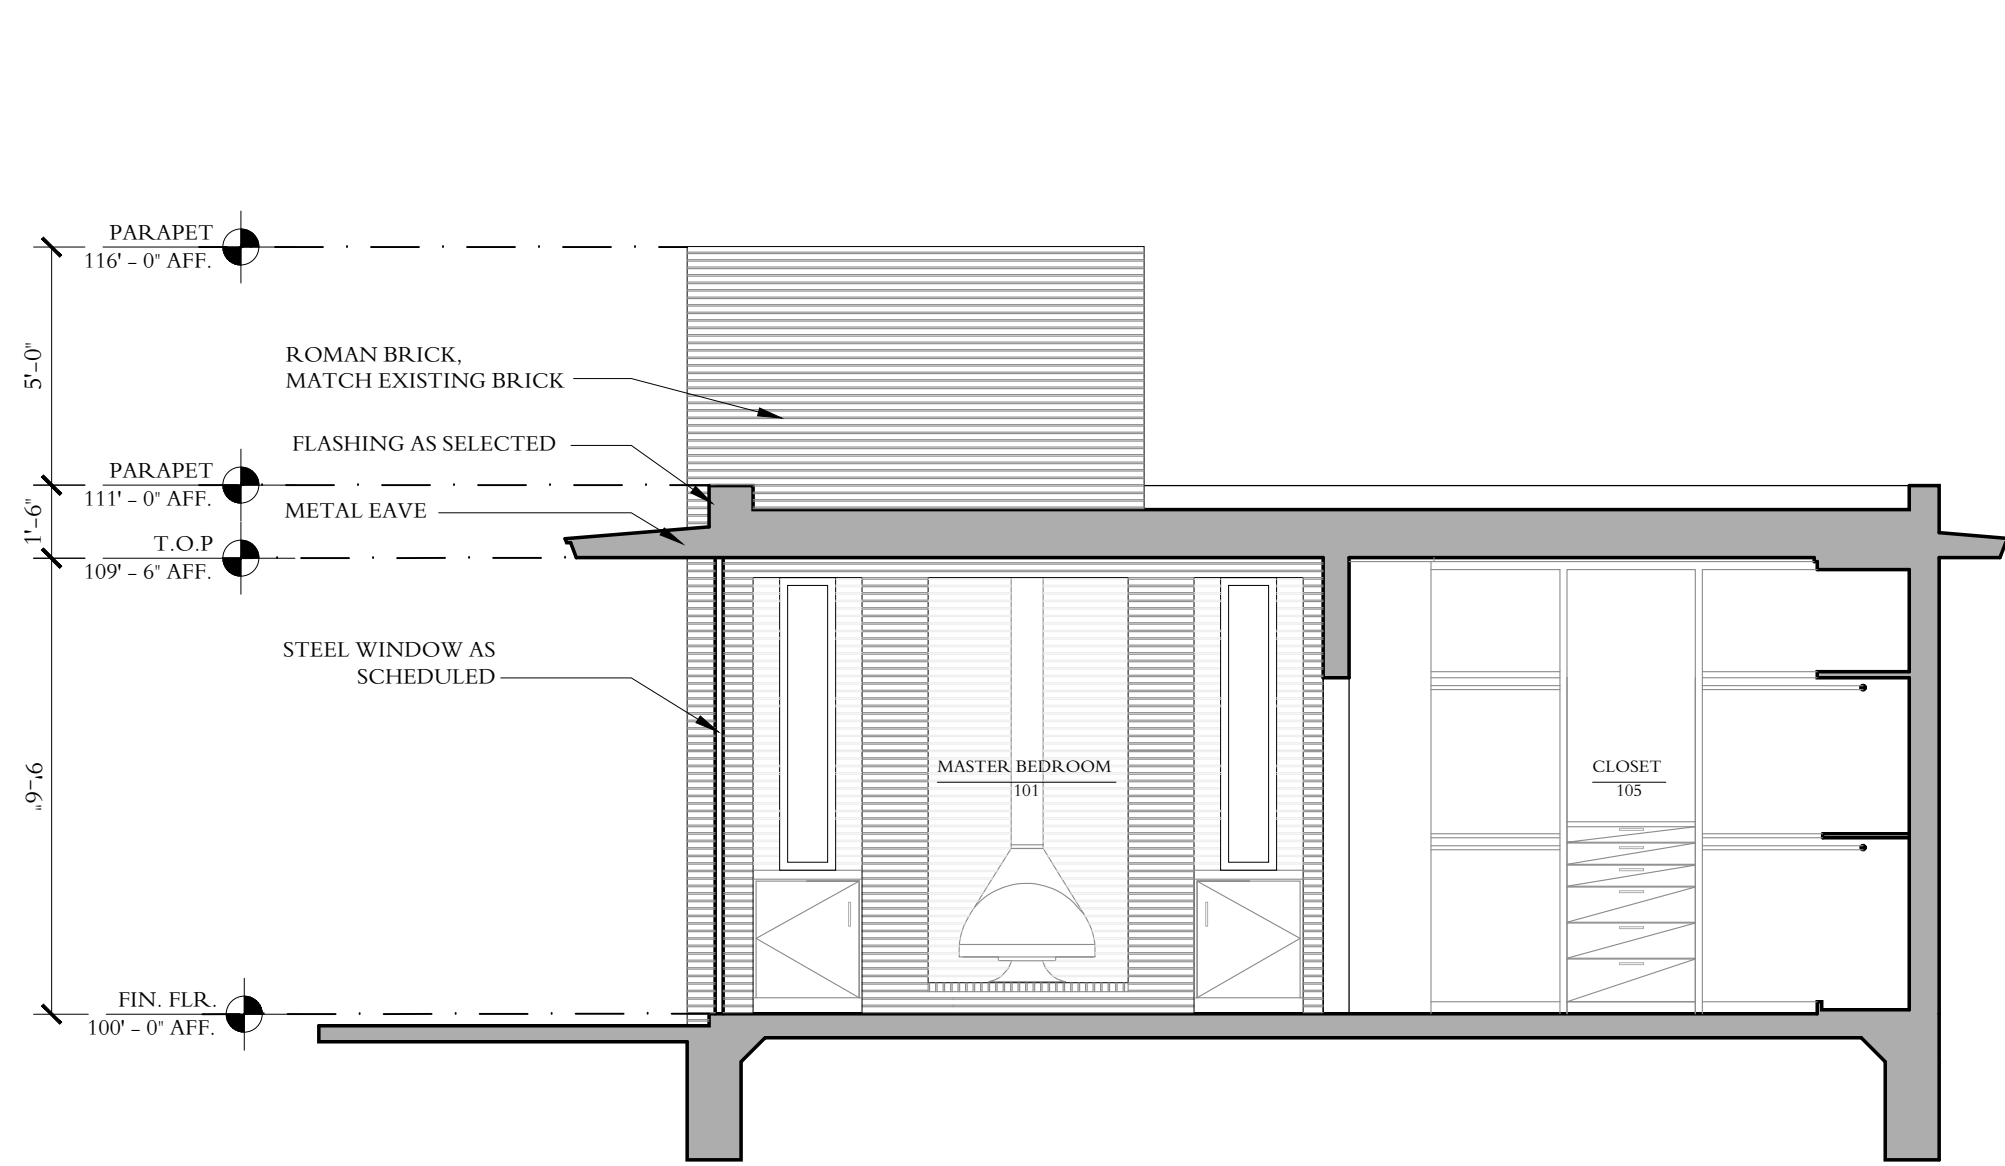 PARAPET
116' - 0" AFF.
5'-0"
ROMAN BRICK,
MATCH EXISTING BRICK
FLASHING AS SELECTED
PARAPET
111' - 0" AFF.
1'-6"
METAL EAVE
T.O.P
109' - 6" AFF.
STEEL WINDOW AS
SCHEDULED
9'-6"
MASTER BEDROOM
101
CLOSET
105
FIN. FLR.
100' - 0" AFF.